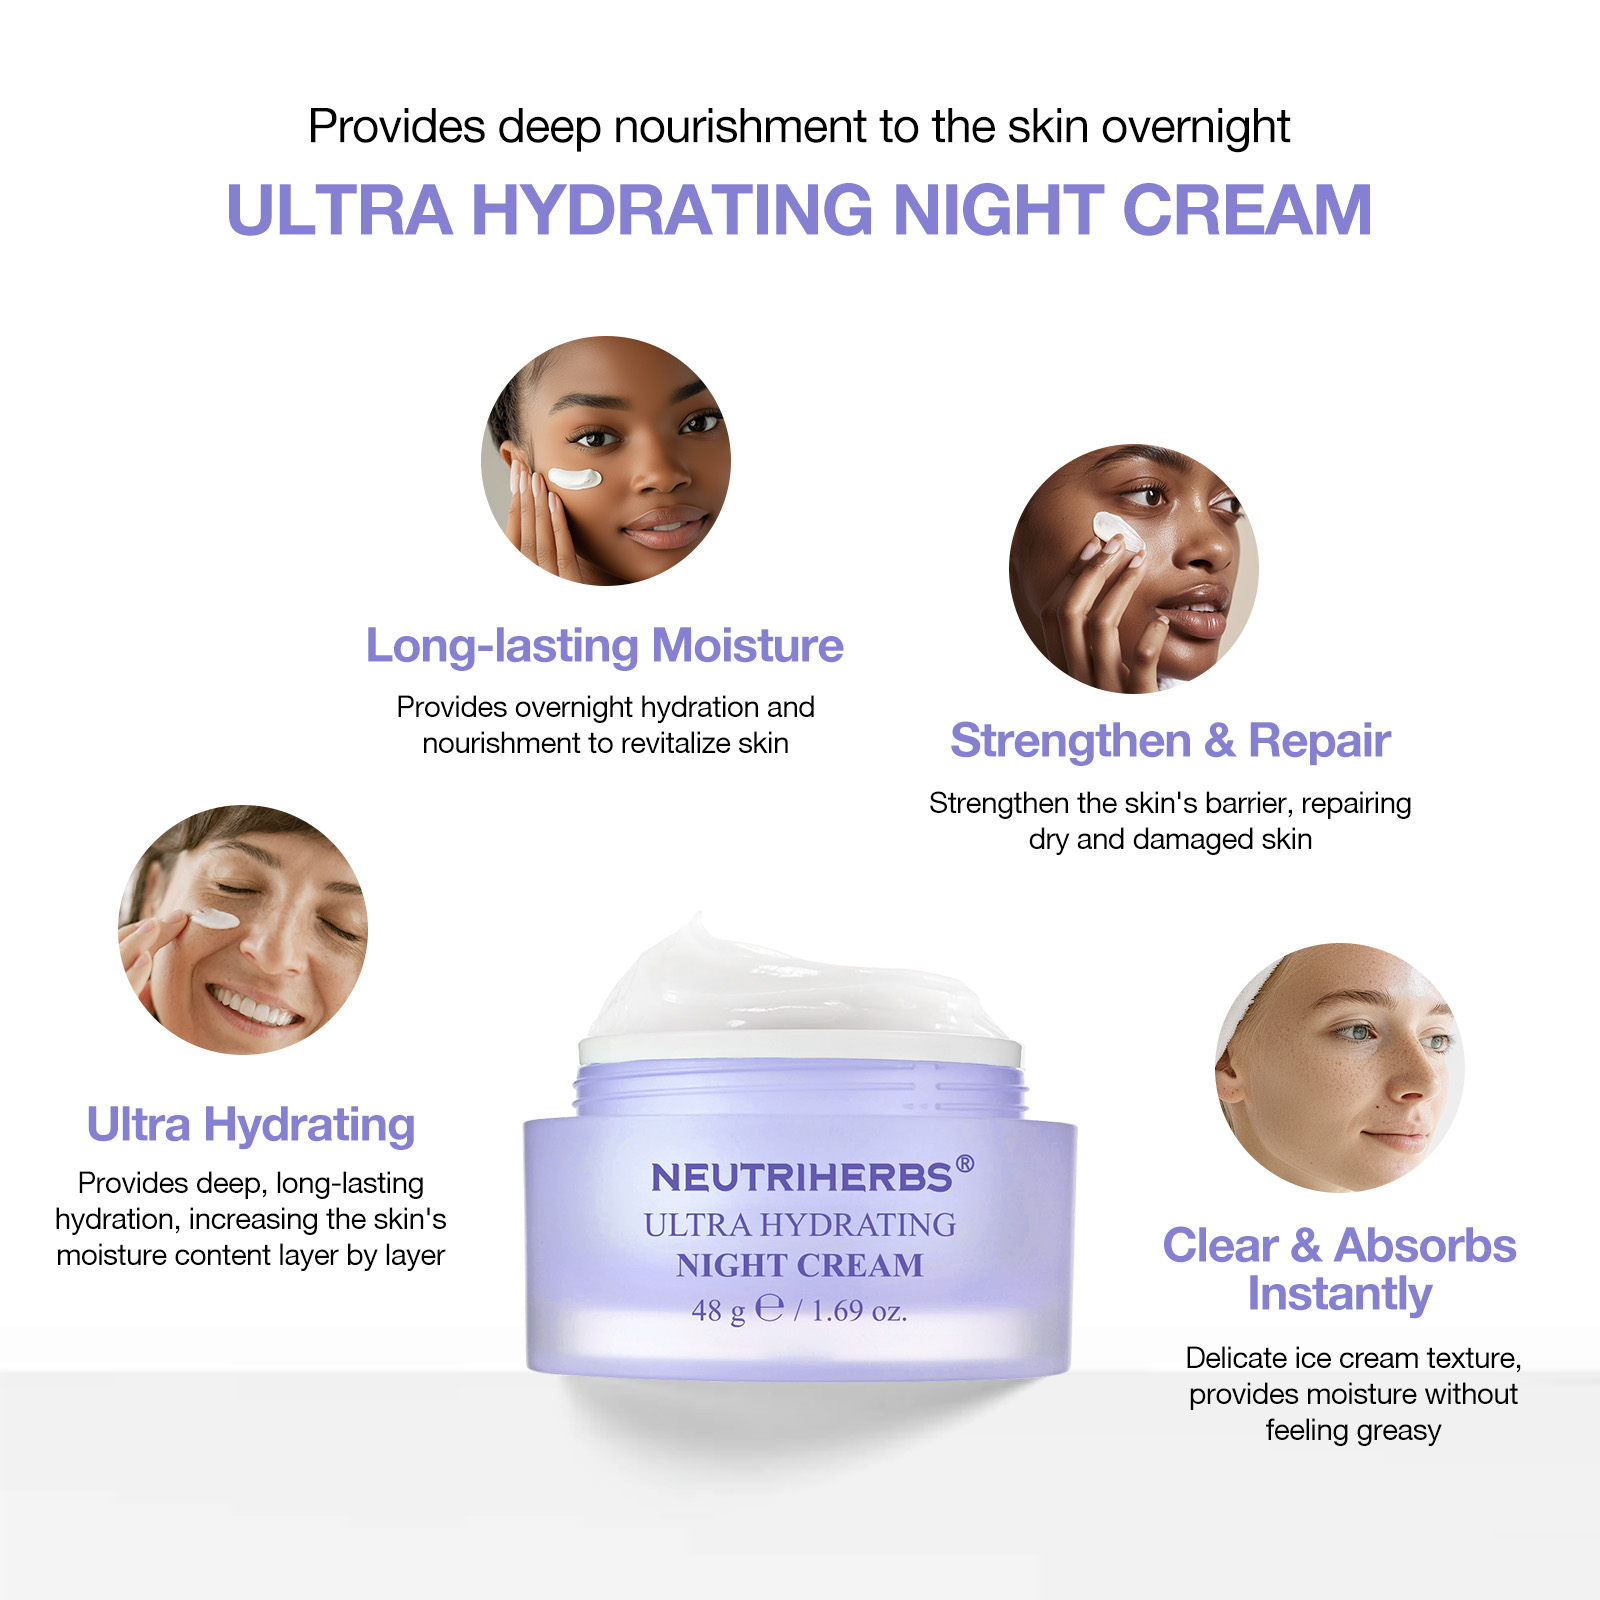 Provides deep nourishment to the skin overnight
ULTRA HYDRATING NIGHT CREAM
Long-lasting Moisture
Provides overnight hydration and
nourishment to revitalize skin
Strengthen & Repair
Strengthen the skin's barrier, repairing
dry and damaged skin
Ultra Hydrating
Provides deep, long-lasting
hydration, increasing the skin's
moisture content layer by layer
NEUTRIHERBS®
ULTRA HYDRATING
NIGHT CREAM
48 g ℮ / 1.69 oz.
Clear & Absorbs
Instantly
Delicate ice cream texture,
provides moisture without
feeling greasy